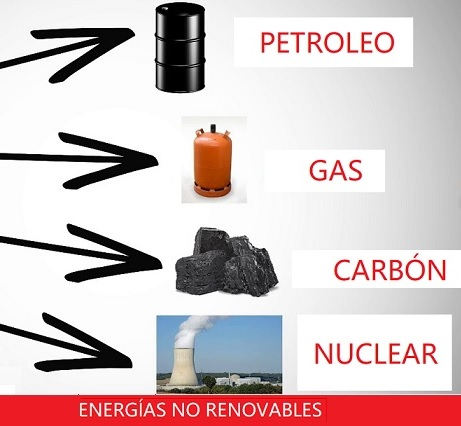 PETROLEO
GAS
CARBÓN
NUCLEAR
ENERGÍAS NO RENOVABLES